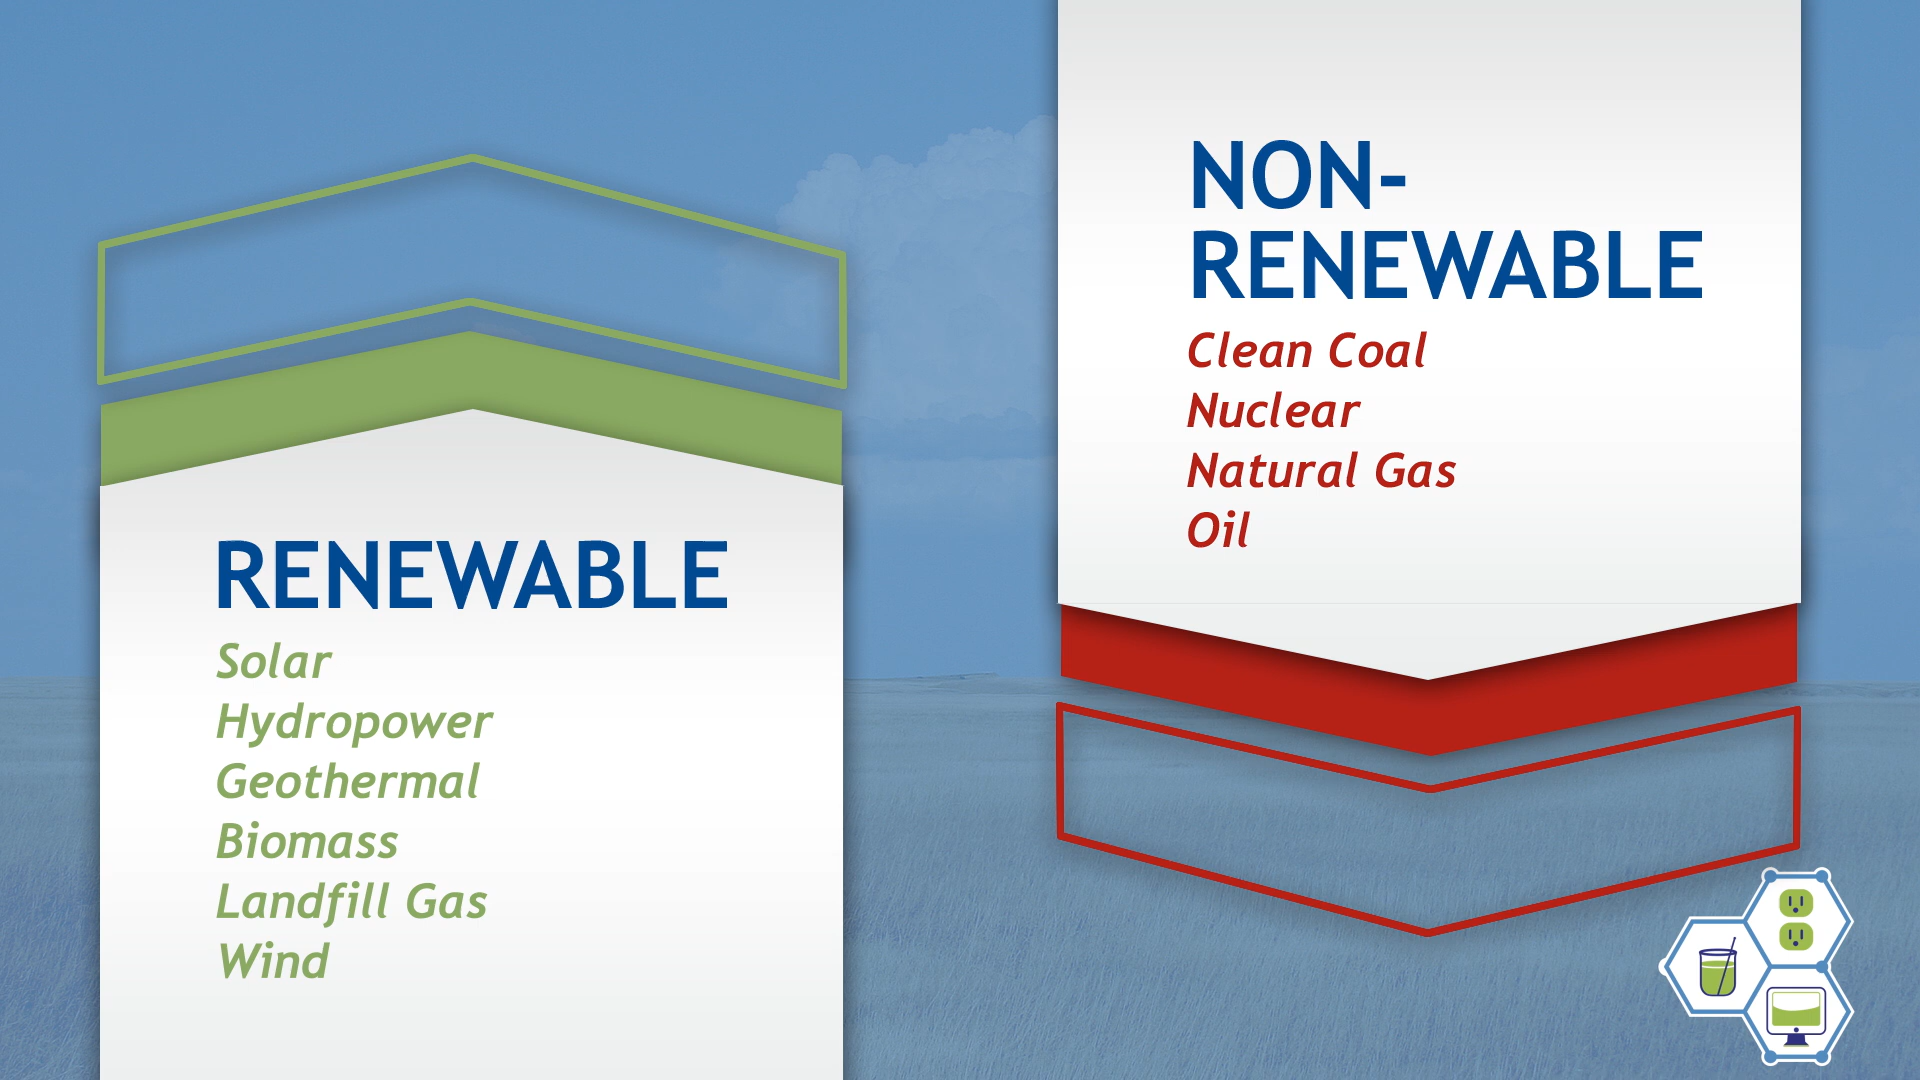 RENEWABLE
Solar
Hydropower
Geothermal
Biomass
Landfill Gas
Wind
NON-
RENEWABLE
Clean Coal
Nuclear
Natural Gas
Oil